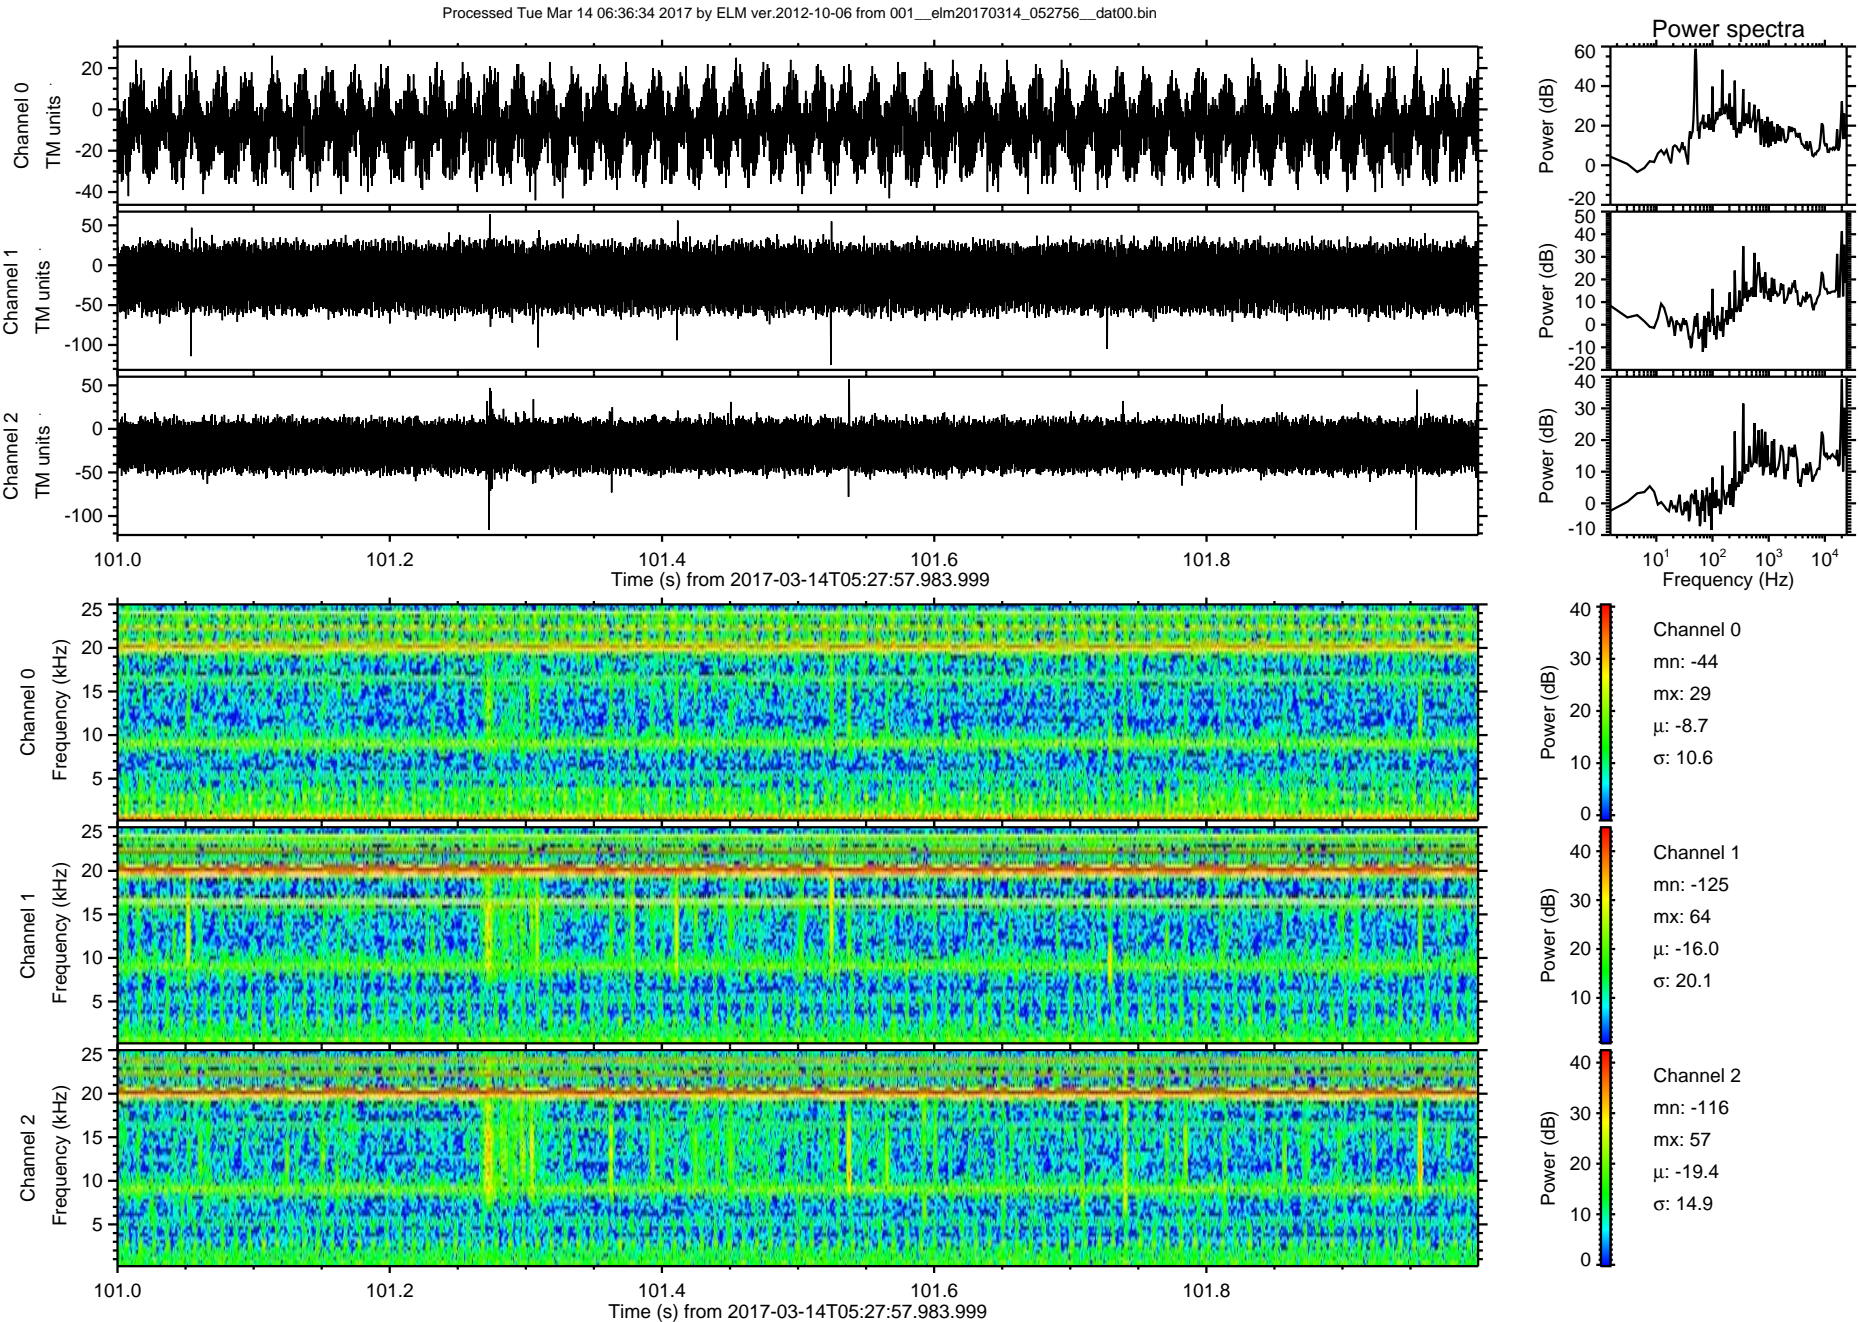 Processed Tue Mar 14 06:36:34 2017 by ELM ver.2012-10-06 from 001__elm20170314_052756__dat00.bin
Power spectra
Channel 0
TM units
20
0
-20
-40
Power (dB)
60
40
20
0
-20
Channel 1
TM units
50
0
-50
-100
Power (dB)
50
40
30
20
10
0
-10
-20
Channel 2
TM units
50
0
-50
-100
Power (dB)
40
30
20
10
0
-10
101.0 101.2 101.4 101.6 101.8
Time (s) from 2017-03-14T05:27:57.983.999
10^1 10^2 10^3 10^4
Frequency (Hz)
Channel 0
Frequency (kHz)
25
20
15
10
5
Power (dB)
40
30
20
10
0
Channel 0
mn: -44
mx: 29
μ: -8.7
σ: 10.6
Channel 1
Frequency (kHz)
25
20
15
10
5
Power (dB)
40
30
20
10
Channel 1
mn: -125
mx: 64
μ: -16.0
σ: 20.1
Channel 2
Frequency (kHz)
25
20
15
10
5
Power (dB)
40
30
20
10
0
Channel 2
mn: -116
mx: 57
μ: -19.4
σ: 14.9
101.0 101.2 101.4 101.6 101.8
Time (s) from 2017-03-14T05:27:57.983.999